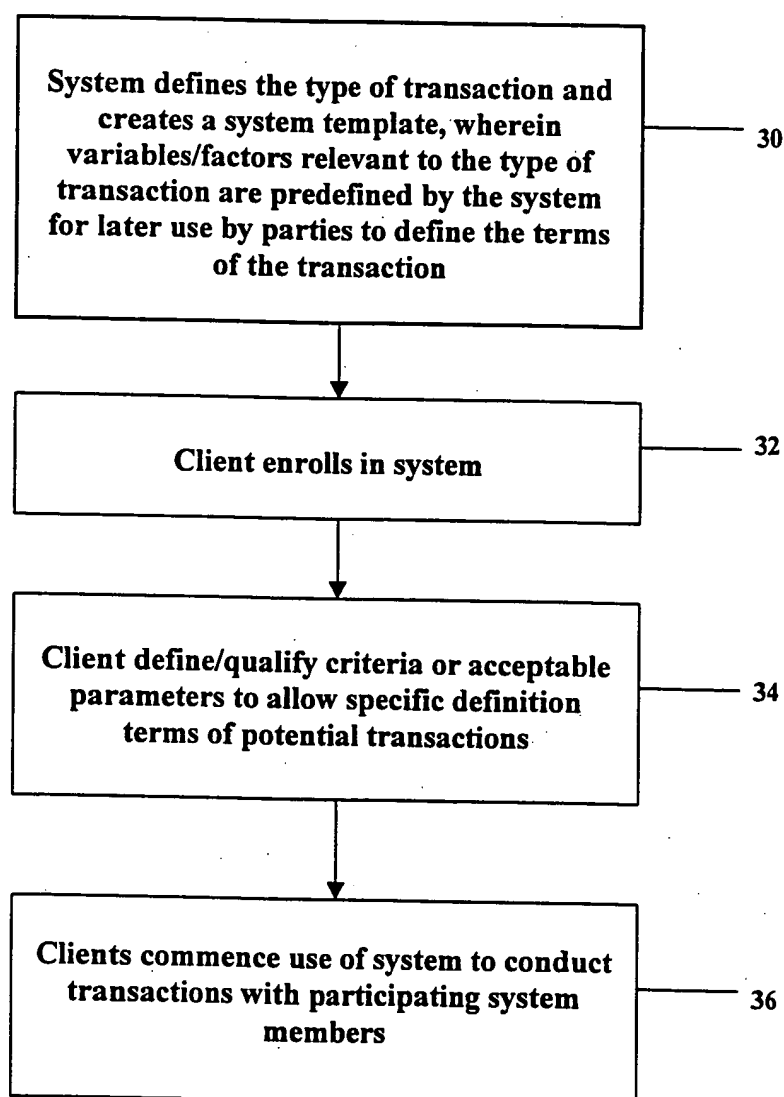 System defines the type of transaction and
creates a system template, wherein
variables/factors relevant to the type of
transaction are predefined by the system
for later use by parties to define the terms
of the transaction
30
Client enrolls in system
32
Client define/qualify criteria or acceptable
parameters to allow specific definition
terms of potential transactions
34
Clients commence use of system to conduct
transactions with participating system
members
36